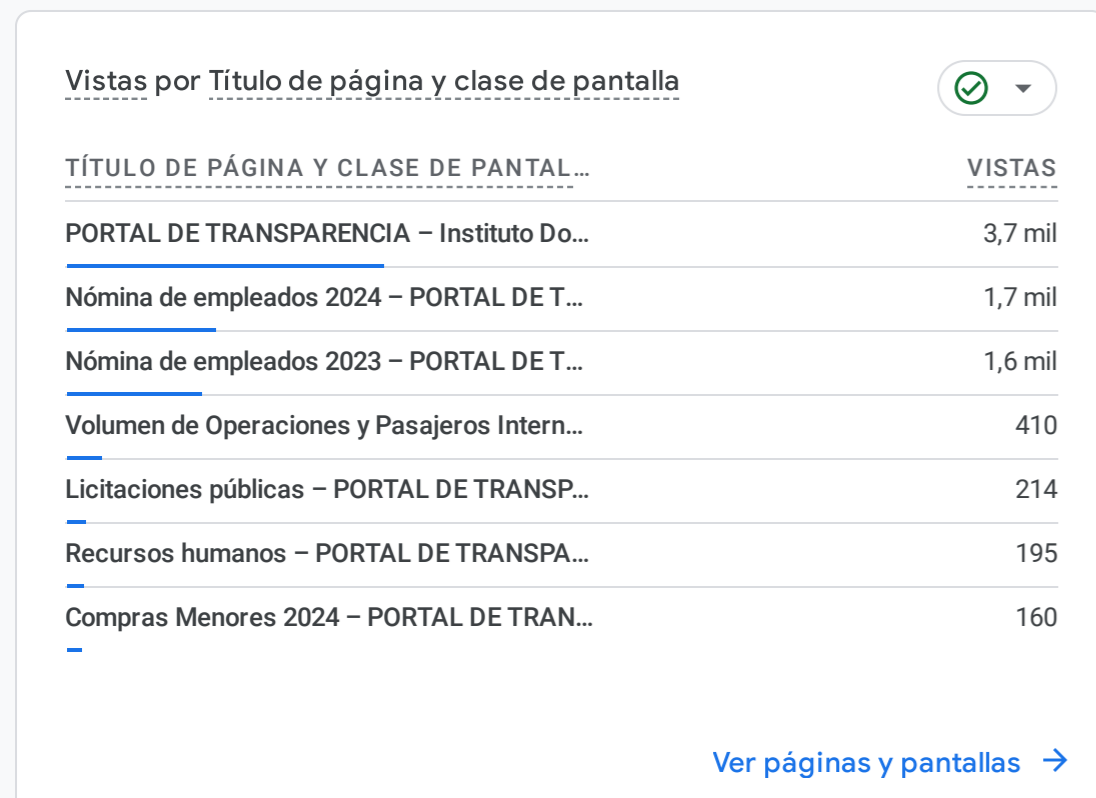 Vistas por Título de página y clase de pantalla
TÍTULO DE PÁGINA Y CLASE DE PANTAL... VISTAS
PORTAL DE TRANSPARENCIA – Instituto Do... 3,7 mil
Nómina de empleados 2024 – PORTAL DE T... 1,7 mil
Nómina de empleados 2023 – PORTAL DE T... 1,6 mil
Volumen de Operaciones y Pasajeros Intern... 410
Licitaciones públicas – PORTAL DE TRANSP... 214
Recursos humanos – PORTAL DE TRANSPA... 195
Compras Menores 2024 – PORTAL DE TRAN... 160
Ver páginas y pantallas